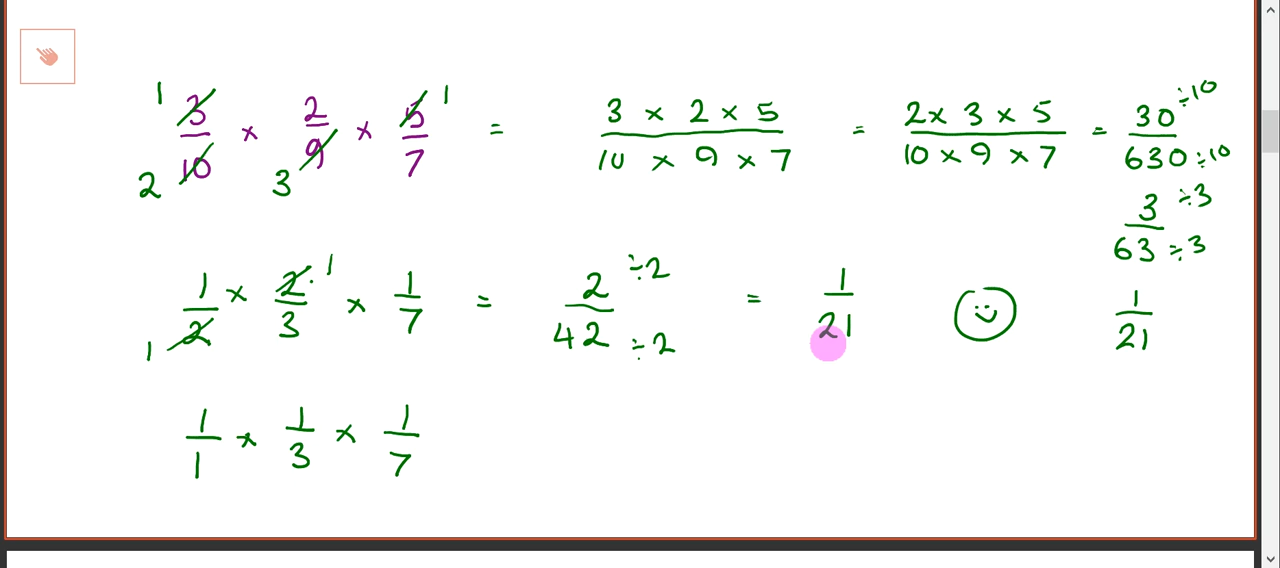 3/10 × 2/9 × 5/7 = (3 × 2 × 5)/(10 × 9 × 7) = (2 × 3 × 5)/(10 × 9 × 7) = 30/630 ÷10 ÷10
1 1
2 3
3/63 ÷3 ÷3
1/2 × 2/3 × 1/7 = 2/42 ÷2 ÷2 = 1/21
1 1
1/21
1/1 × 1/3 × 1/7